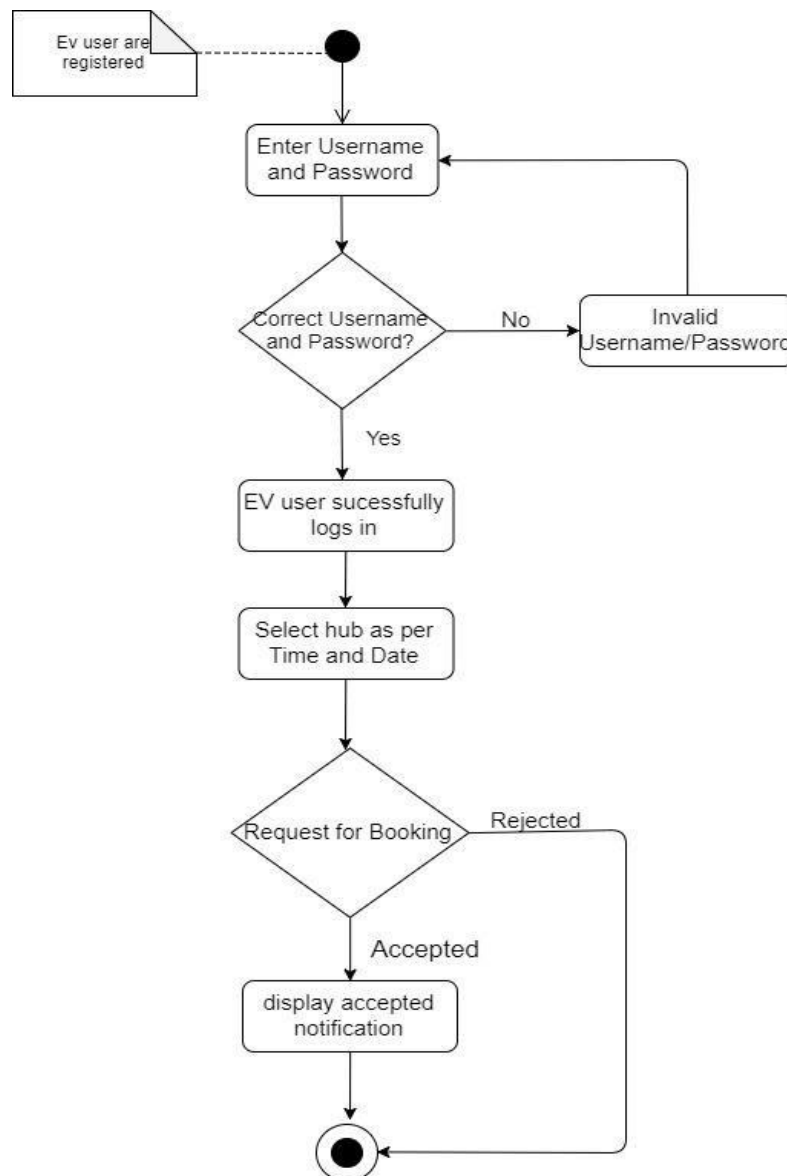 Ev user are
registered
Enter Username
and Password
Correct Username
and Password?
No
Invalid
Username/Password
Yes
EV user sucessfully
logs in
Select hub as per
Time and Date
Request for Booking
Rejected
Accepted
display accepted
notification